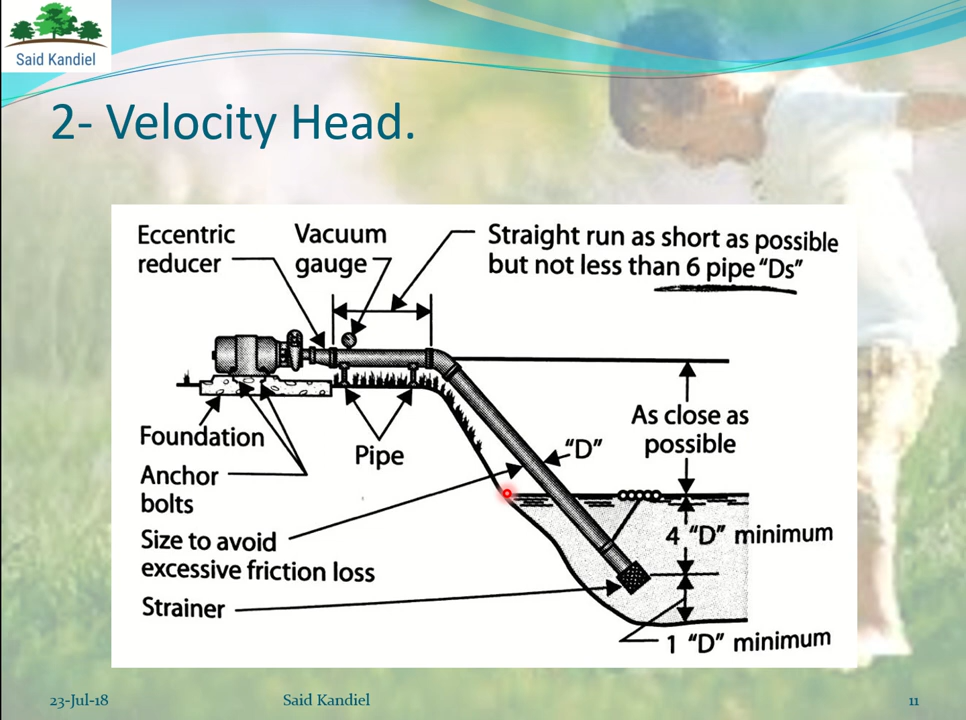 Said Kandiel
2- Velocity Head.
Eccentric
reducer
Vacuum
gauge
Straight run as short as possible
but not less than 6 pipe “Ds”
Foundation
Anchor
bolts
Pipe
“D”
As close as
possible
Size to avoid
excessive friction loss
4 “D” minimum
Strainer
1 “D” minimum
23-Jul-18
Said Kandiel
11